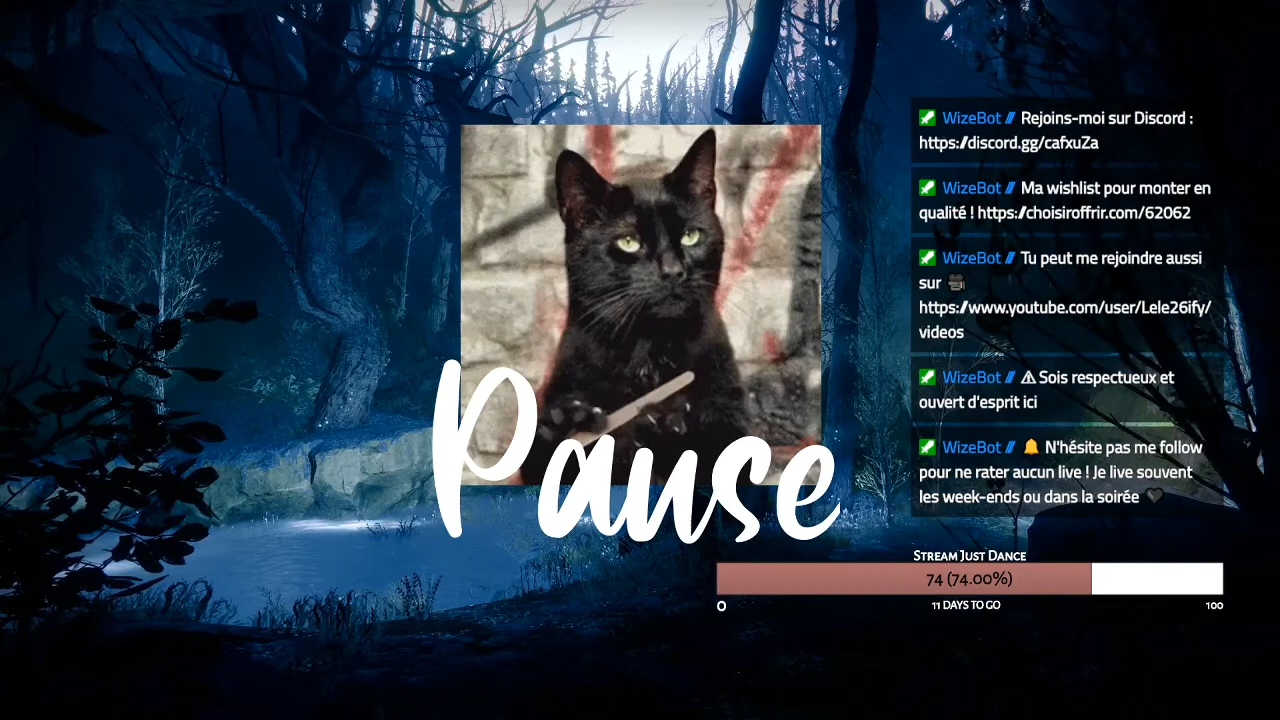 WizeBot /// Rejoins-moi sur Discord :
https://discord.gg/cafxuZa
WizeBot /// Ma wishlist pour monter en
qualité ! https://choisiroffrir.com/62062
WizeBot /// Tu peut me rejoindre aussi
sur
https://www.youtube.com/user/Lele26ify/
videos
WizeBot /// ⚠ Sois respectueux et
ouvert d'esprit ici
WizeBot /// 🔔 N'hésite pas me follow
pour ne rater aucun live ! Je live souvent
les week-ends ou dans la soirée
Pause
Stream Just Dance
74 (74.00%)
0
11 DAYS TO GO
100